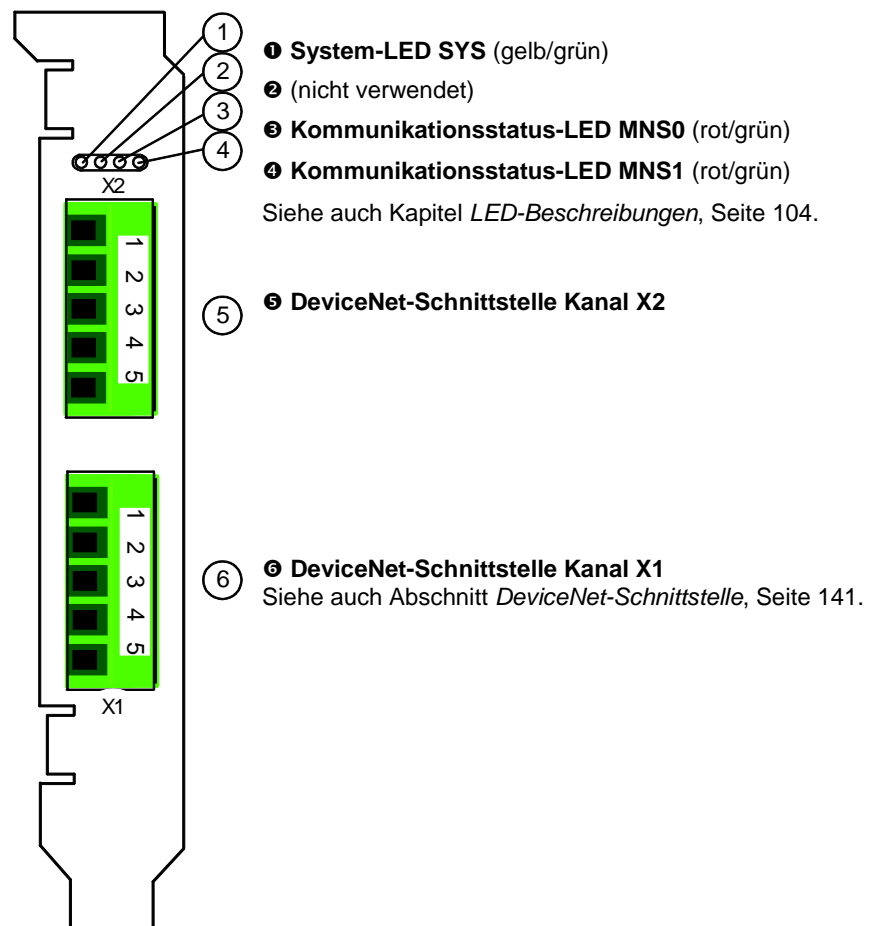 1
2
3
4
❶ System-LED SYS (gelb/grün)
❷ (nicht verwendet)
❸ Kommunikationsstatus-LED MNS0 (rot/grün)
❹ Kommunikationsstatus-LED MNS1 (rot/grün)
Siehe auch Kapitel LED-Beschreibungen, Seite 104.
X2
1
2
3
4
5
5
❺ DeviceNet-Schnittstelle Kanal X2
1
2
3
4
5
6
❻ DeviceNet-Schnittstelle Kanal X1
Siehe auch Abschnitt DeviceNet-Schnittstelle, Seite 141.
X1